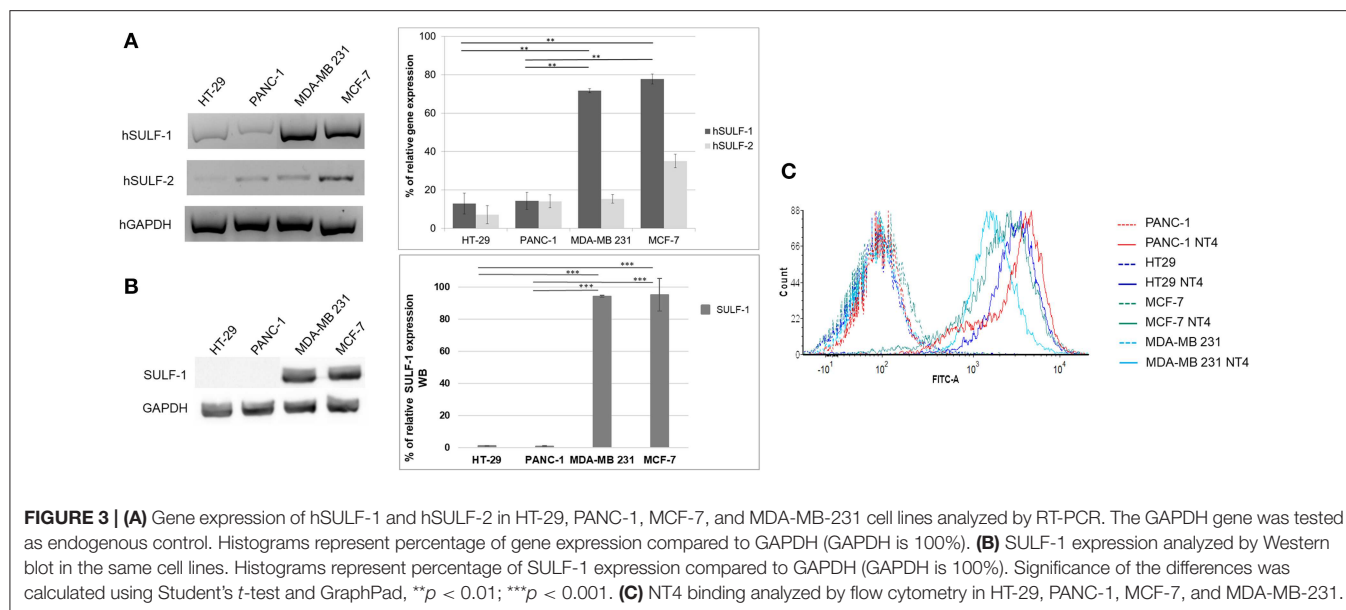 A
HT-29 PANC-1 MDA-MB 231 MCF-7
hSULF-1
hSULF-2
hGAPDH
% of relative gene expression
100
80
60
40
20
0
**
**
**
**
HT-29 PANC-1 MDA-MB 231 MCF-7
hSULF-1
hSULF-2
B
HT-29 PANC-1 MDA-MB 231 MCF-7
SULF-1
GAPDH
% of relative SULF-1 expression
WB
100
80
60
40
20
0
***
***
***
***
HT-29 PANC-1 MDA-MB 231 MCF-7
SULF-1
C
Count
88
66
44
22
0
-10¹ 10² 10³ 10⁴
FITC-A
PANC-1
PANC-1 NT4
HT29
HT29 NT4
MCF-7
MCF-7 NT4
MDA-MB 231
MDA-MB 231 NT4
FIGURE 3 | (A) Gene expression of hSULF-1 and hSULF-2 in HT-29, PANC-1, MCF-7, and MDA-MB-231 cell lines analyzed by RT-PCR. The GAPDH gene was tested
as endogenous control. Histograms represent percentage of gene expression compared to GAPDH (GAPDH is 100%). (B) SULF-1 expression analyzed by Western
blot in the same cell lines. Histograms represent percentage of SULF-1 expression compared to GAPDH (GAPDH is 100%). Significance of the differences was
calculated using Student's t-test and GraphPad, **p < 0.01; ***p < 0.001. (C) NT4 binding analyzed by flow cytometry in HT-29, PANC-1, MCF-7, and MDA-MB-231.